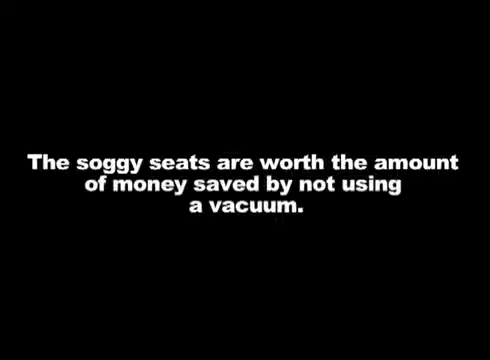 The soggy seats are worth the amount
of money saved by not using
a vacuum.